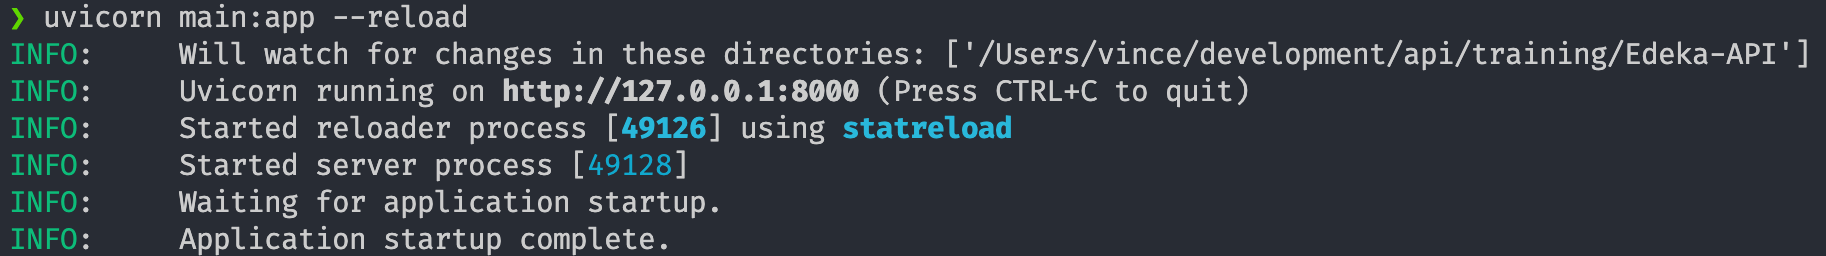 ❯ uvicorn main:app --reload
INFO:     Will watch for changes in these directories: ['/Users/vince/development/api/training/Edeka-API']
INFO:     Uvicorn running on http://127.0.0.1:8000 (Press CTRL+C to quit)
INFO:     Started reloader process [49126] using statreload
INFO:     Started server process [49128]
INFO:     Waiting for application startup.
INFO:     Application startup complete.